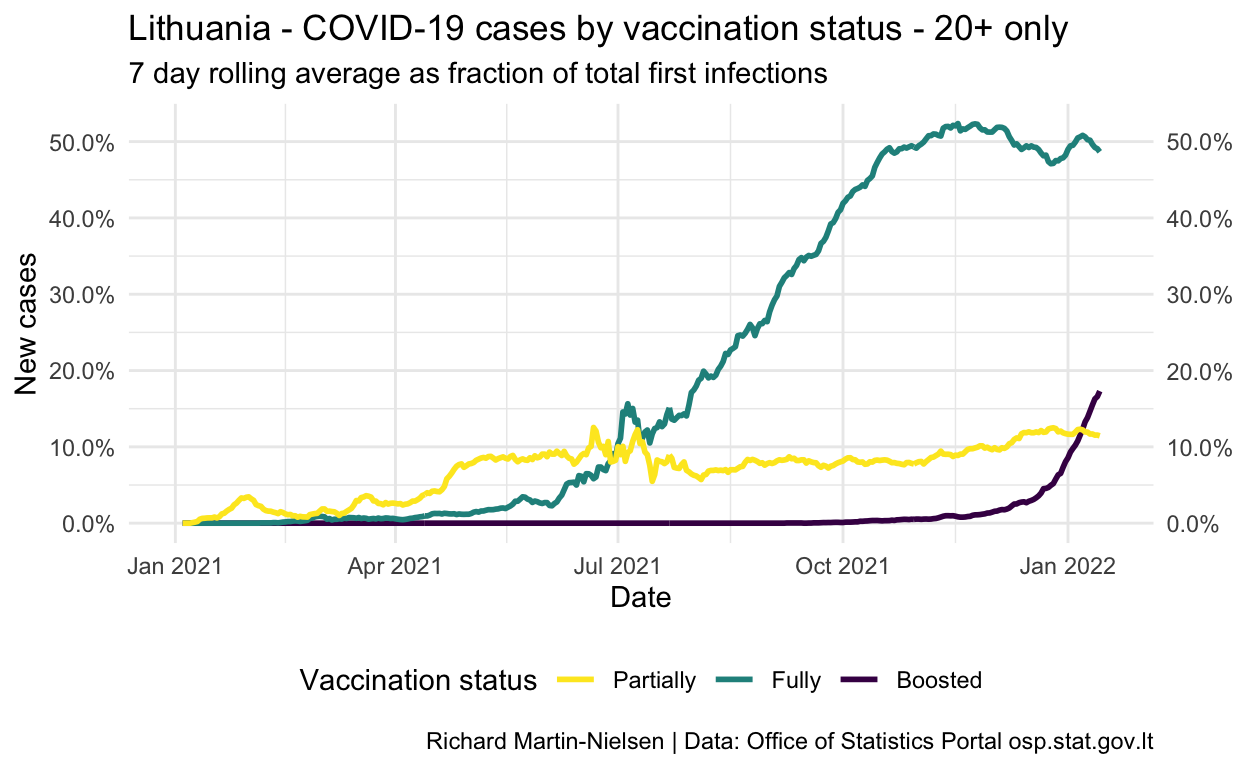 Lithuania - COVID-19 cases by vaccination status - 20+ only
7 day rolling average as fraction of total first infections
50.0%
50.0%
40.0%
40.0%
30.0%
30.0%
20.0%
20.0%
10.0%
10.0%
0.0%
0.0%
New cases
Jan 2021
Apr 2021
Jul 2021
Oct 2021
Jan 2022
Date
Vaccination status
Partially
Fully
Boosted
Richard Martin-Nielsen | Data: Office of Statistics Portal osp.stat.gov.lt